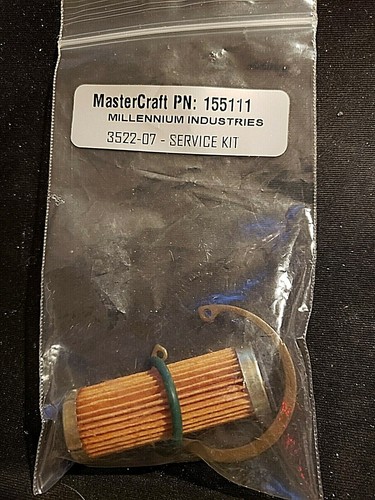 MasterCraft PN: 155111
MILLENNIUM INDUSTRIES
3522-07 - SERVICE KIT